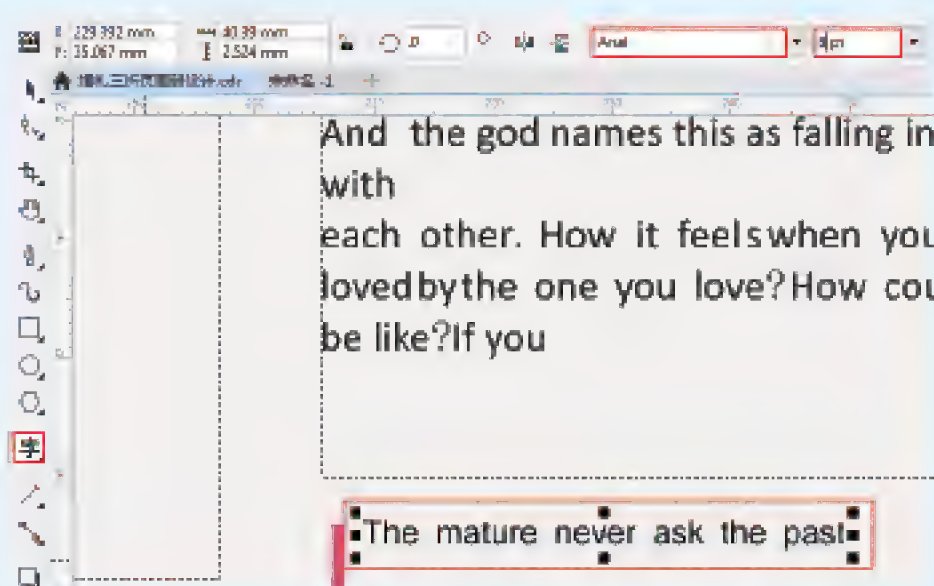 229.392 mm
40.39 mm
35.067 mm
2.524 mm
Arial
And the god names this as falling in
with
each other. How it feelswhen you
lovedbythe one you love?How cou
be like?If you
字
The mature never ask the past